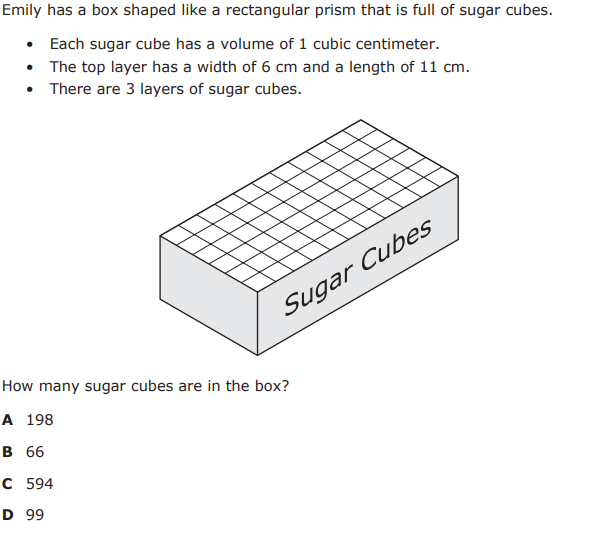 Emily has a box shaped like a rectangular prism that is full of sugar cubes.
• Each sugar cube has a volume of 1 cubic centimeter.
• The top layer has a width of 6 cm and a length of 11 cm.
• There are 3 layers of sugar cubes.
Sugar Cubes
How many sugar cubes are in the box?
A 198
B 66
C 594
D 99